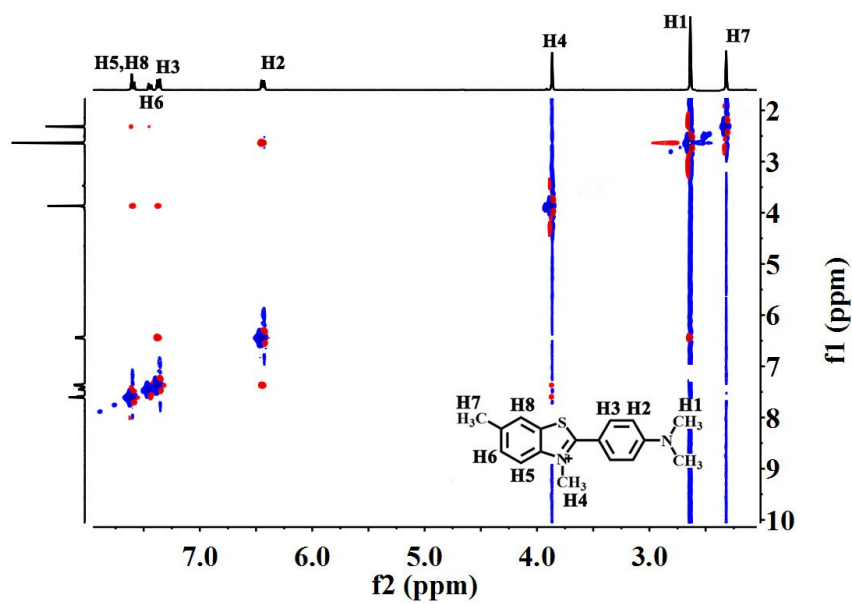 H5,H8
H3
H6
H2
H4
H1
H7
2
3
4
5
6
7
8
9
10
f1 (ppm)
H7
H3C
H8
S
H6
H5
N+
CH3
H4
H3
H2
H1
CH3
N
CH3
7.0 6.0 5.0 4.0 3.0
f2 (ppm)